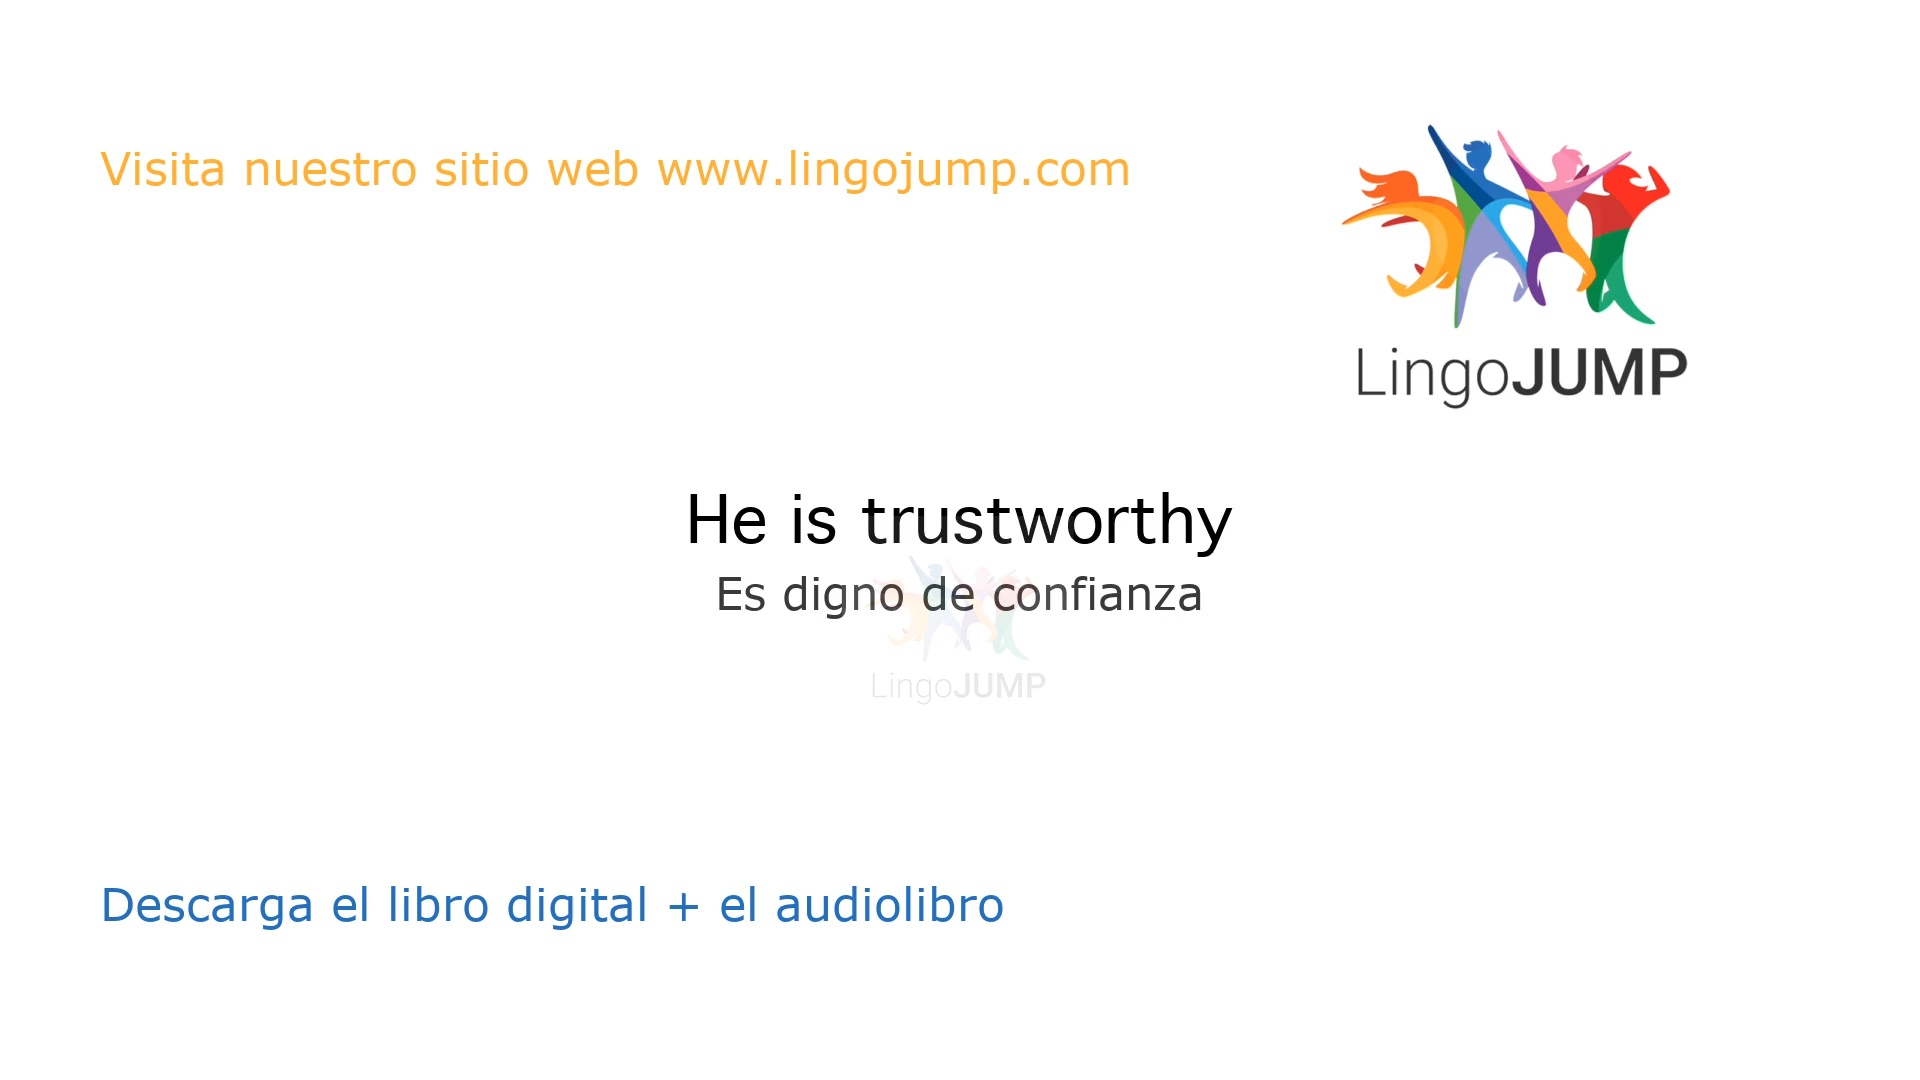 Visita nuestro sitio web www.lingojump.com
LingoJUMP
He is trustworthy
Es digno de confianza
LingoJUMP
Descarga el libro digital + el audiolibro